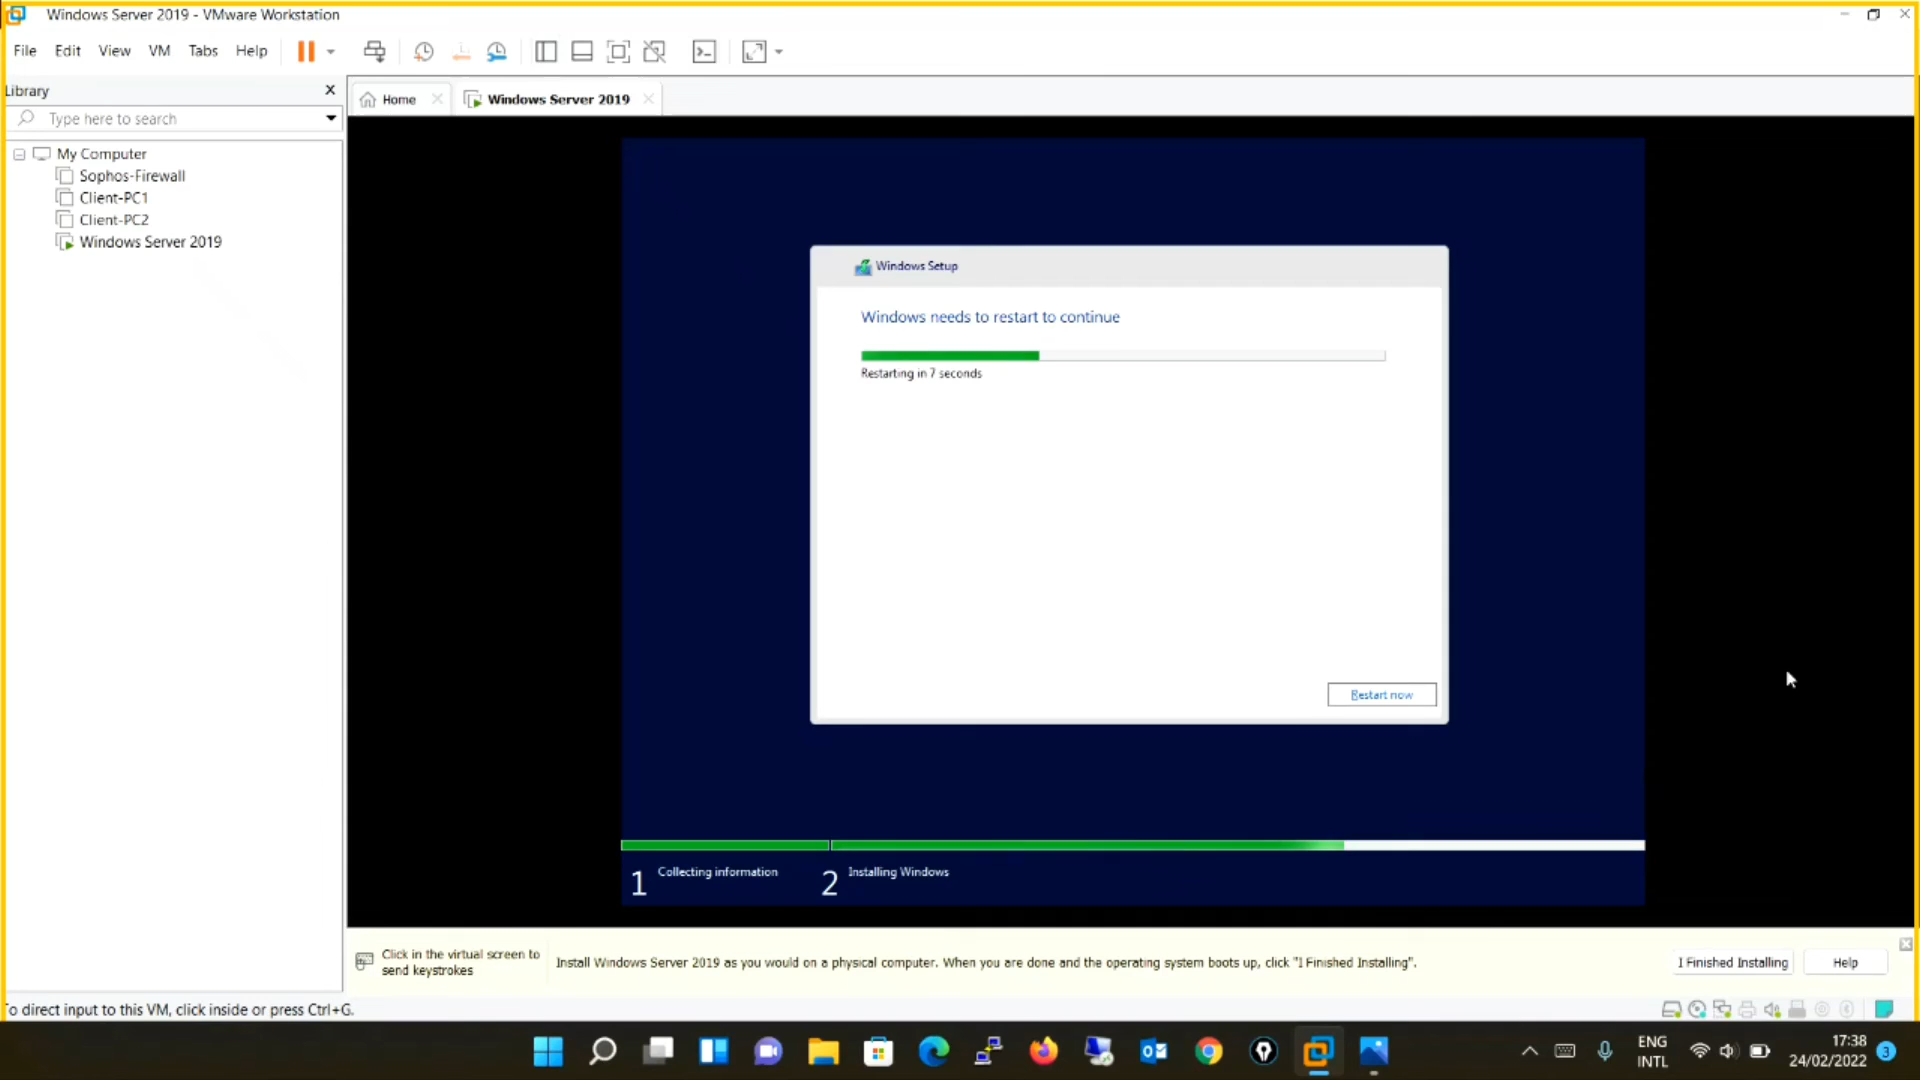 Windows Server 2019 - VMware Workstation
File Edit View VM Tabs Help
Library
Type here to search
Home
Windows Server 2019
My Computer
Sophos-Firewall
Client-PC1
Client-PC2
Windows Server 2019
Windows Setup
Windows needs to restart to continue
Restarting in 7 seconds
Restart now
1 Collecting information
2 Installing Windows
Click in the virtual screen to
send keystrokes
Install Windows Server 2019 as you would on a physical computer. When you are done and the operating system boots up, click "I Finished Installing".
I Finished Installing
Help
To direct input to this VM, click inside or press Ctrl+G.
ENG
INTL
17:38
24/02/2022
3